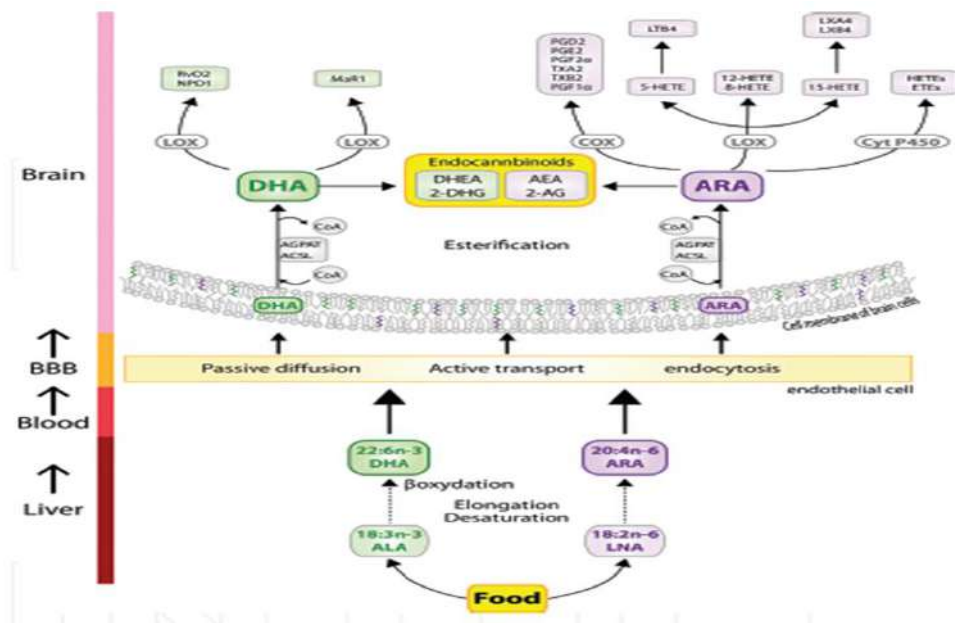 LXA4
LXB4
PGD2
PGE2
PGF2α
TXA2
TXB2
PGF1α
LTB4
RvD2
NPD1
MaR1
5-HETE
12-HETE
8-HETE
15-HETE
HETEs
ETEs
LOX
LOX
COX
LOX
Cyt P450
Brain
Endocannbinoids
DHA
DHEA
2-DHG
AEA
2-AG
ARA
CoA
CoA
AGPAT
ACSL
Esterification
AGPAT
ACSL
CoA
CoA
DHA
ARA
Cell membrane of brain cells
BBB
Passive diffusion
Active transport
endocytosis
endothelial cell
Blood
22:6n-3
DHA
20:4n-6
ARA
βoxydation
Elongation
Desaturation
Liver
18:3n-3
ALA
18:2n-6
LNA
Food